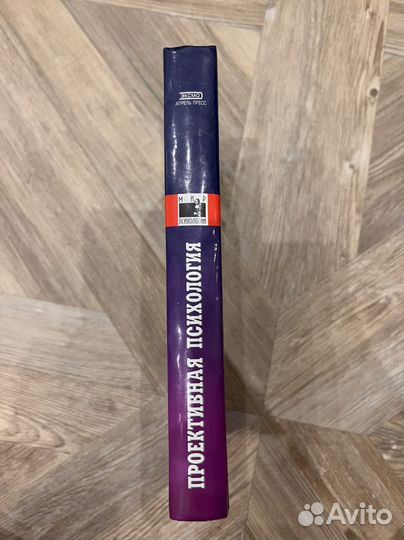 ЭКСМО
АПРЕЛЬ ПРЕСС
МИР
ПСИХОЛОГИИ
ПРОЕКТИВНАЯ ПСИХОЛОГИЯ
Avito